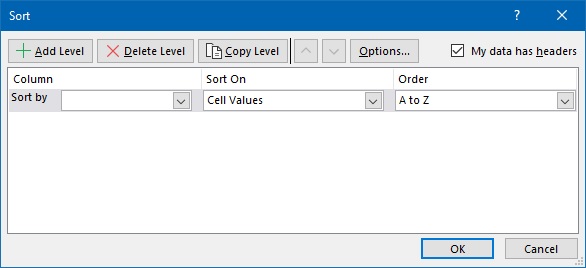 Sort
Add Level Delete Level Copy Level Options... My data has headers
Column Sort On Order
Sort by Cell Values A to Z
OK Cancel